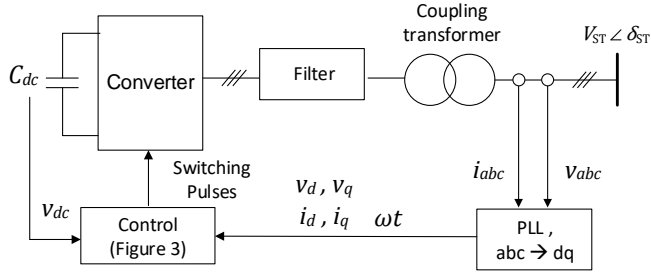 Coupling
transformer
V_ST ∠ δ_ST
C_dc
Converter
Filter
Switching
Pulses
i_abc
v_abc
v_d , v_q
i_d , i_q ωt
v_dc
Control
(Figure 3)
PLL ,
abc → dq